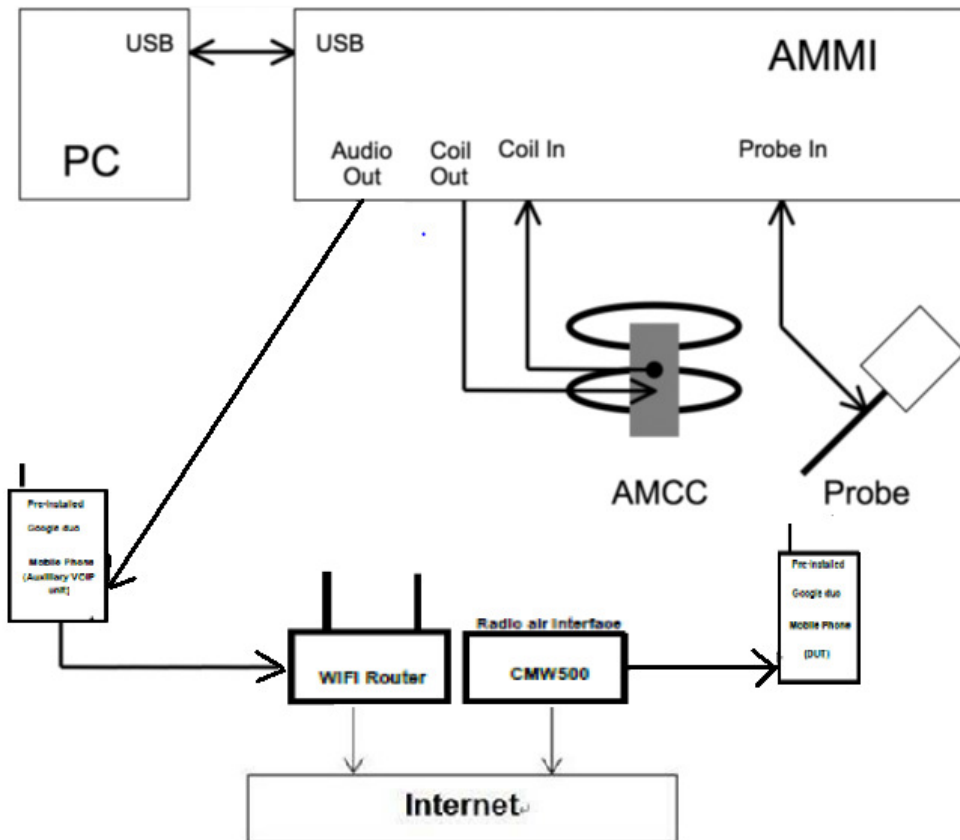 USB
USB
AMMI
PC
Audio
Out
Coil
Out
Coil In
Probe In
AMCC
Probe
Pre-installed
Google duo
Mobile Phone
(Auxiliary VOIP
unit)
Pre-installed
Google duo
Mobile Phone
(DUT)
Radio air Interface
WIFI Router
CMW500
Internet